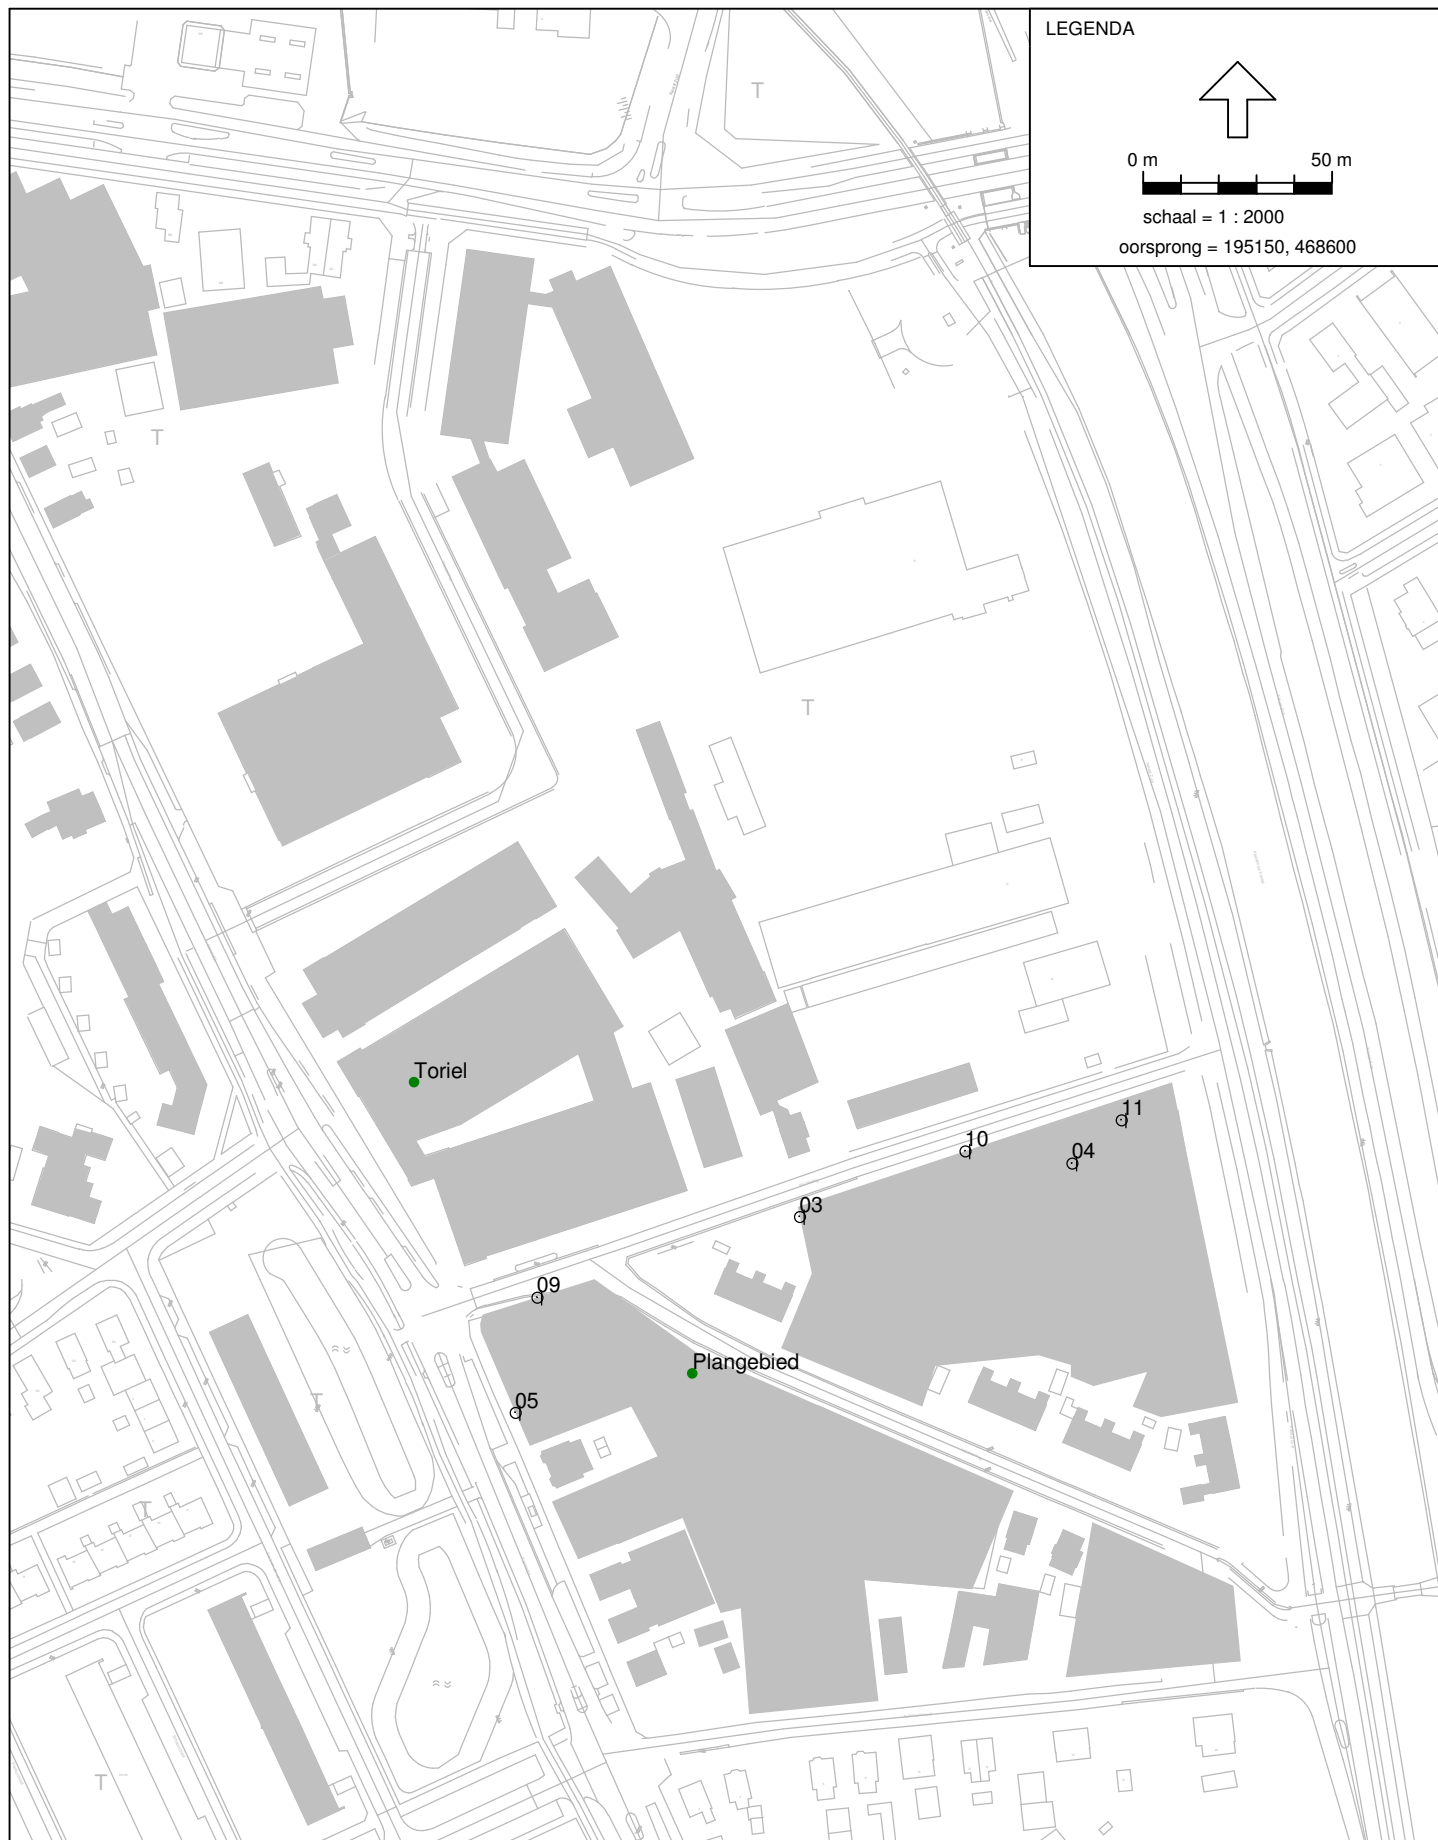 LEGENDA
0 m 50 m
schaal = 1 : 2000
oorsprong = 195150, 468600
T
T
T
Toriel
11
10
04
03
09
Plangebied
05
T
T
T